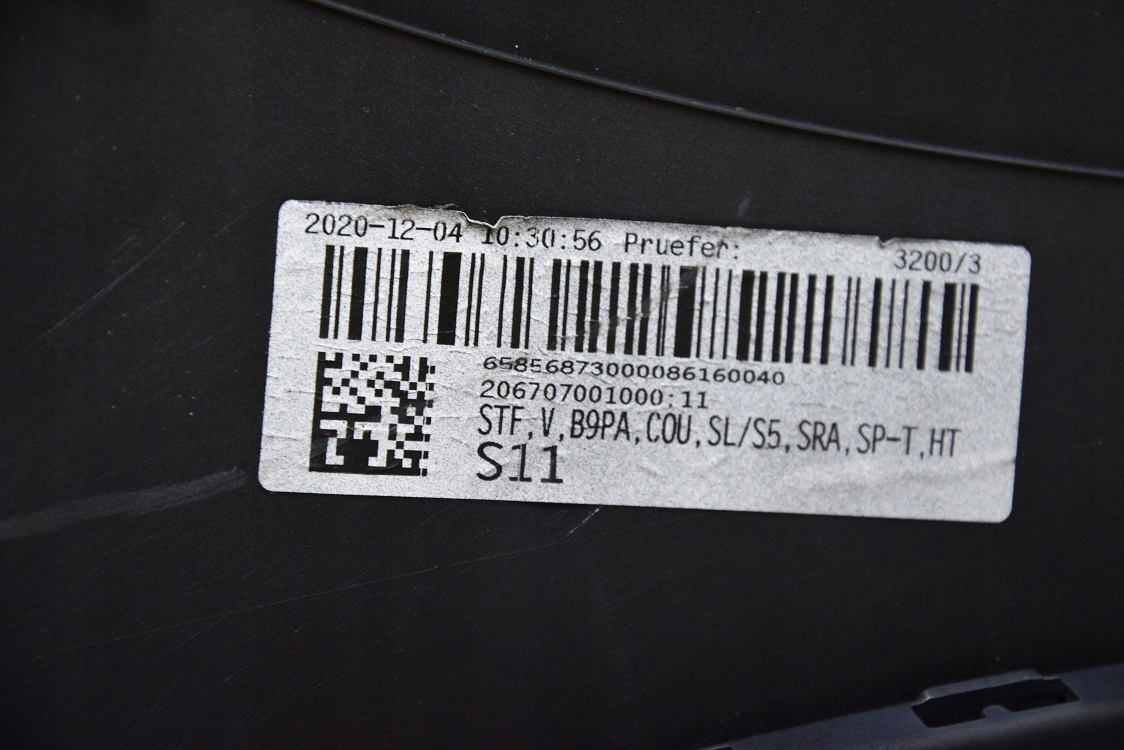 2020-12-04 10:30:56 Pruefer: 3200/3
65856873000086160040
206707001000:11
STF,V,B9PA,COU,SL/S5,SRA,SP-T,HT
S11